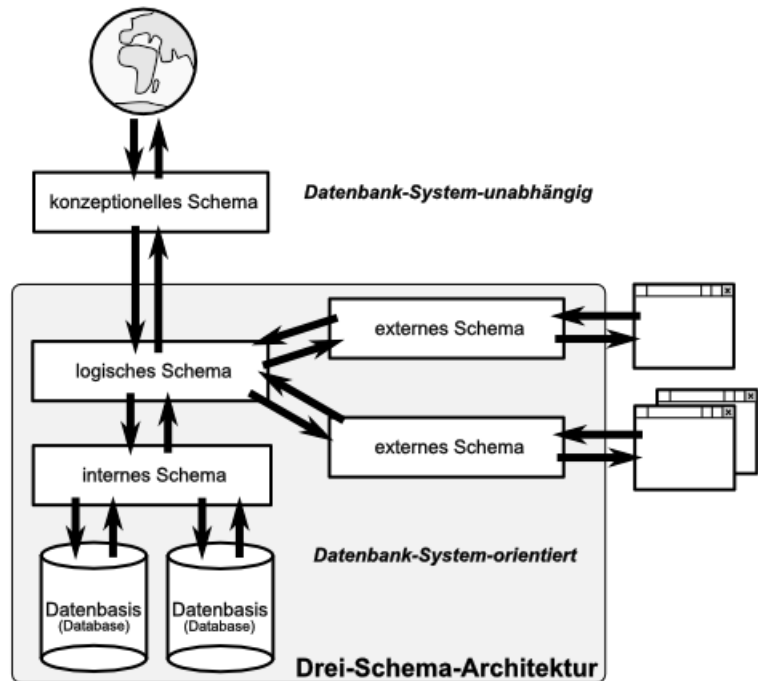 konzeptionelles Schema
Datenbank-System-unabhängig
externes Schema
logisches Schema
externes Schema
internes Schema
Datenbank-System-orientiert
Datenbasis
(Database)
Datenbasis
(Database)
Drei-Schema-Architektur